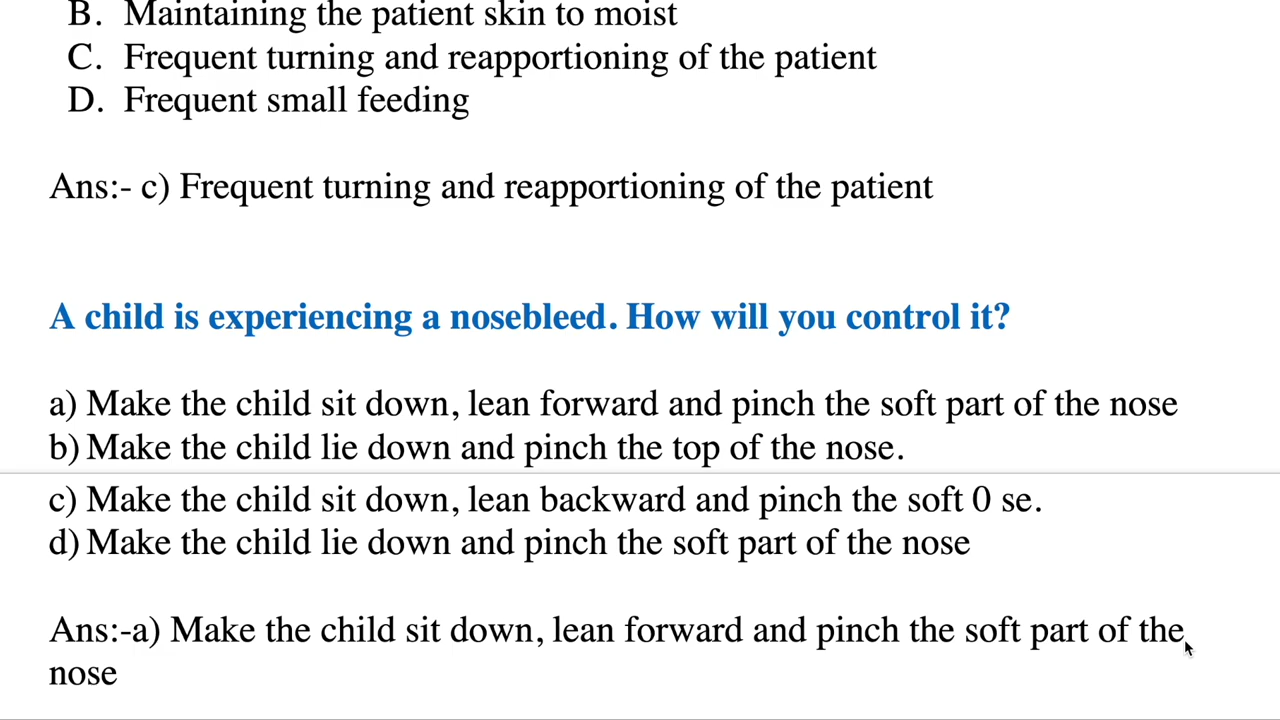 B. Maintaining the patient skin to moist
C. Frequent turning and reapportioning of the patient
D. Frequent small feeding
Ans:- c) Frequent turning and reapportioning of the patient
A child is experiencing a nosebleed. How will you control it?
a) Make the child sit down, lean forward and pinch the soft part of the nose
b) Make the child lie down and pinch the top of the nose.
c) Make the child sit down, lean backward and pinch the soft 0 se.
d) Make the child lie down and pinch the soft part of the nose
Ans:-a) Make the child sit down, lean forward and pinch the soft part of the
nose